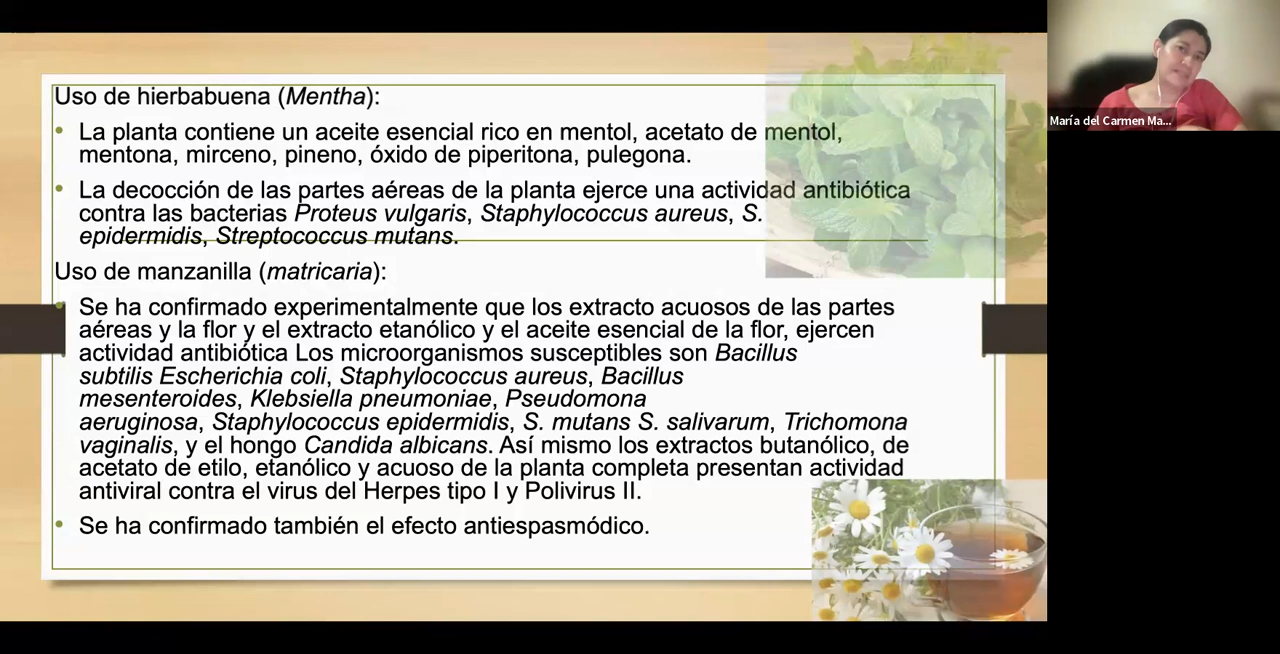 Uso de hierbabuena (Mentha):
• La planta contiene un aceite esencial rico en mentol, acetato de mentol,
mentona, mirceno, pineno, óxido de piperitona, pulegona.
• La decocción de las partes aéreas de la planta ejerce una actividad antibiótica
contra las bacterias Proteus vulgaris, Staphylococcus aureus, S.
epidermidis, Streptococcus mutans.
Uso de manzanilla (matricaria):
• Se ha confirmado experimentalmente que los extracto acuosos de las partes
aéreas y la flor y el extracto etanólico y el aceite esencial de la flor, ejercen
actividad antibiótica Los microorganismos susceptibles son Bacillus
subtilis Escherichia coli, Staphylococcus aureus, Bacillus
mesenteroides, Klebsiella pneumoniae, Pseudomona
aeruginosa, Staphylococcus epidermidis, S. mutans S. salivarum, Trichomona
vaginalis, y el hongo Candida albicans. Así mismo los extractos butanólico, de
acetato de etilo, etanólico y acuoso de la planta completa presentan actividad
antiviral contra el virus del Herpes tipo I y Polivirus II.
• Se ha confirmado también el efecto antiespasmódico.
María del Carmen Ma...